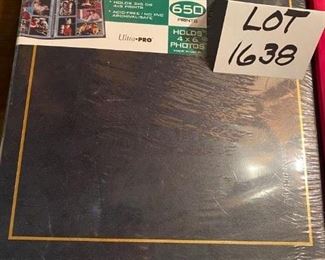 • HOLDS 3x5 OR
4x6 PRINTS
• ACID-FREE / NO PVC
ARCHIVAL-SAFE
Ultra•PRO
650
PRINTS
HOLDS
4 x 6
PHOTOS
LOT
1638